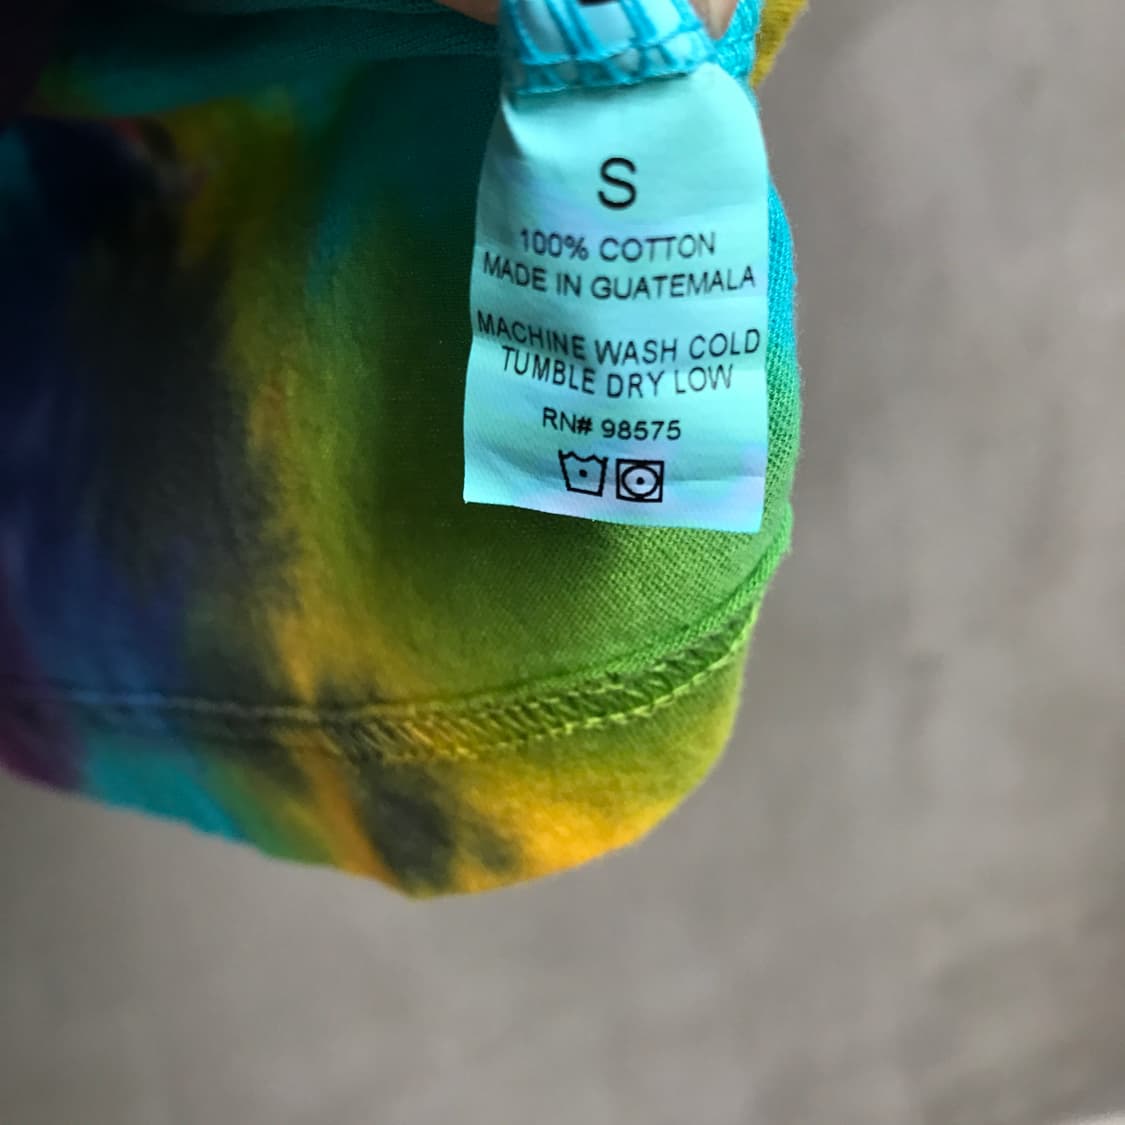 S
100% COTTON
MADE IN GUATEMALA
MACHINE WASH COLD
TUMBLE DRY LOW
RN# 98575